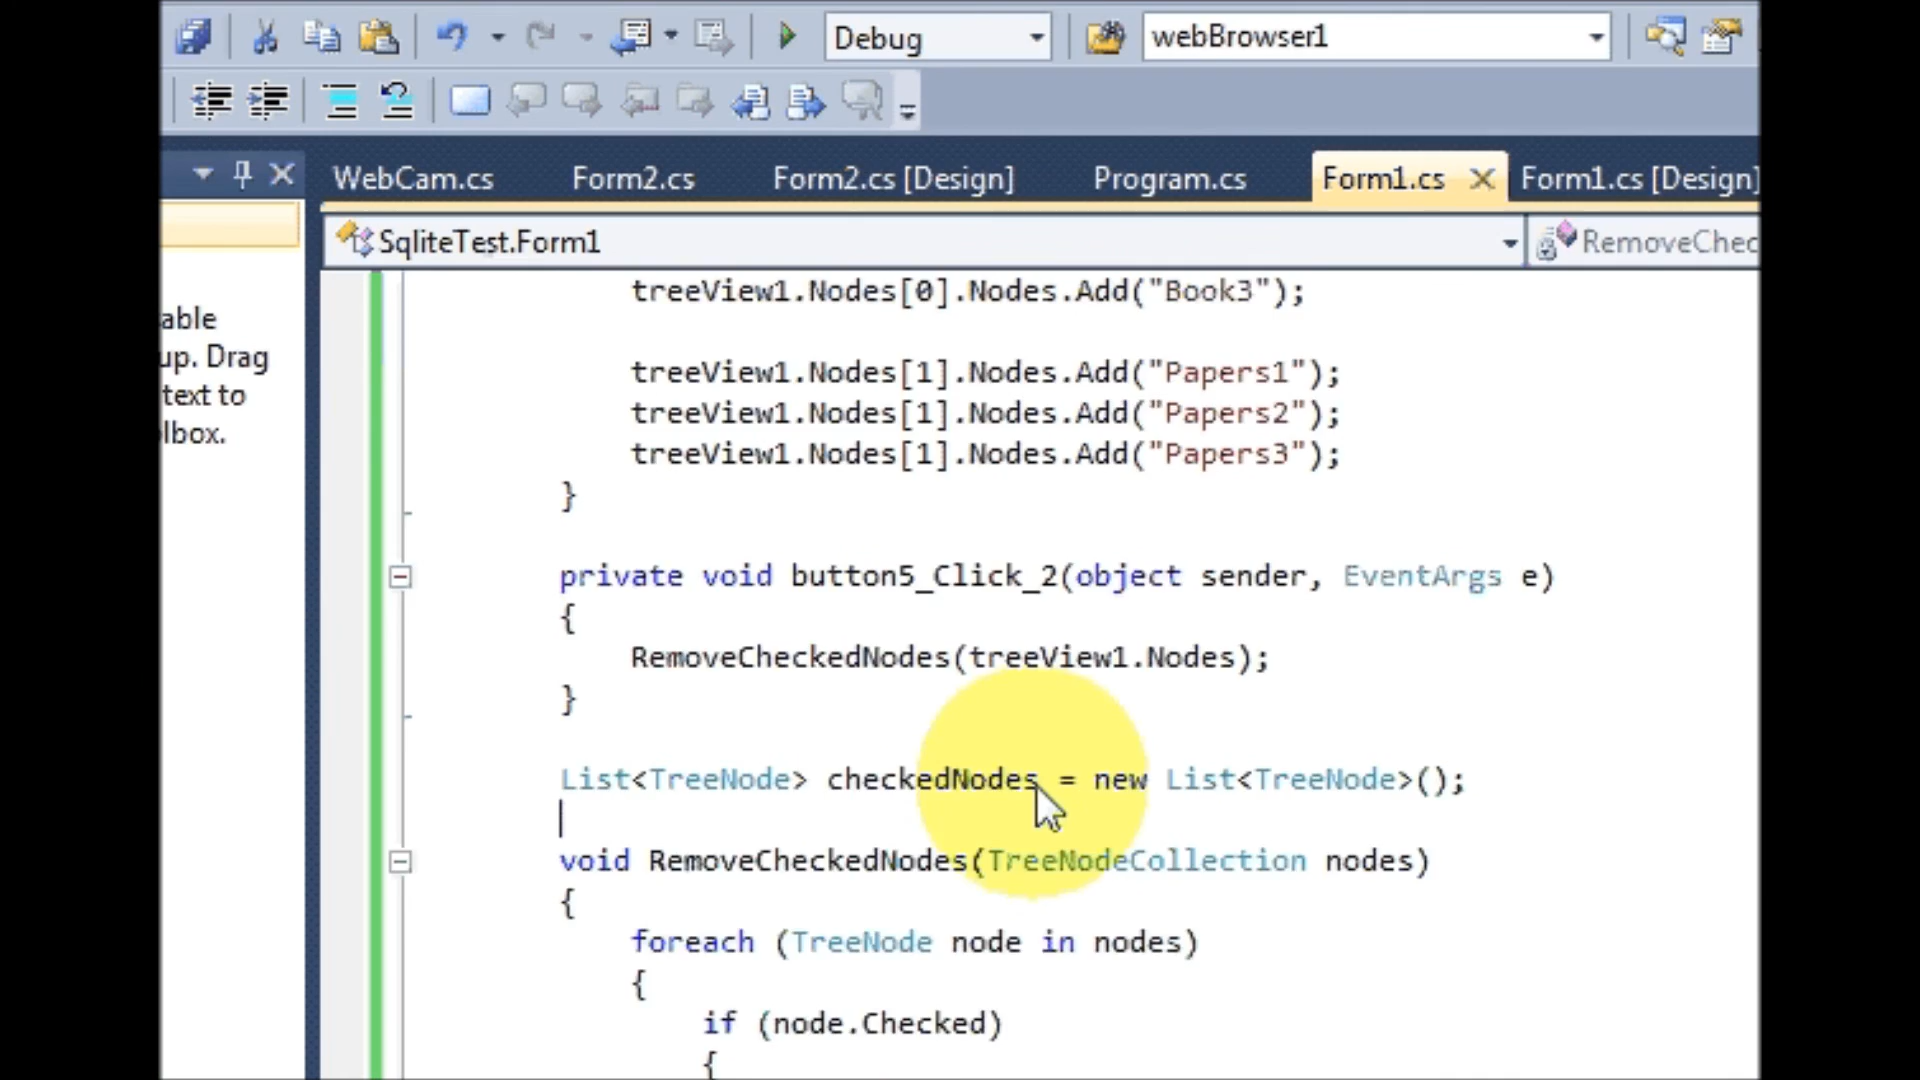 Debug
webBrowser1
WebCam.cs
Form2.cs
Form2.cs [Design]
Program.cs
Form1.cs
Form1.cs [Design]
SqliteTest.Form1
RemoveChec
able
up. Drag
text to
lbox.
treeView1.Nodes[0].Nodes.Add("Book3");
treeView1.Nodes[1].Nodes.Add("Papers1");
treeView1.Nodes[1].Nodes.Add("Papers2");
treeView1.Nodes[1].Nodes.Add("Papers3");
}
private void button5_Click_2(object sender, EventArgs e)
{
RemoveCheckedNodes(treeView1.Nodes);
}
List<TreeNode> checkedNodes = new List<TreeNode>();
void RemoveCheckedNodes(TreeNodeCollection nodes)
{
foreach (TreeNode node in nodes)
{
if (node.Checked)
{